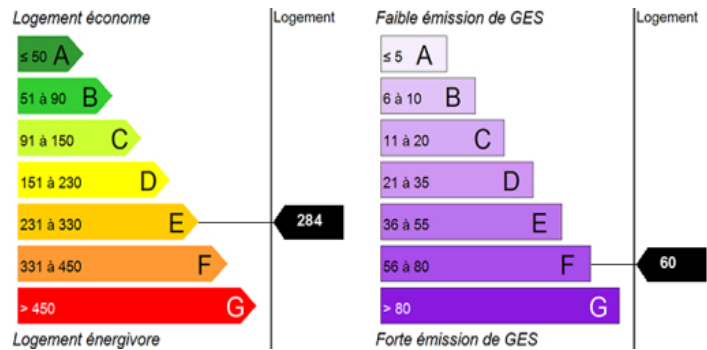 Logement économe
Logement
≤ 50 A
51 à 90 B
91 à 150 C
151 à 230 D
231 à 330 E
284
331 à 450 F
> 450 G
Logement énergivore
Faible émission de GES
Logement
≤ 5 A
6 à 10 B
11 à 20 C
21 à 35 D
36 à 55 E
56 à 80 F
60
> 80 G
Forte émission de GES